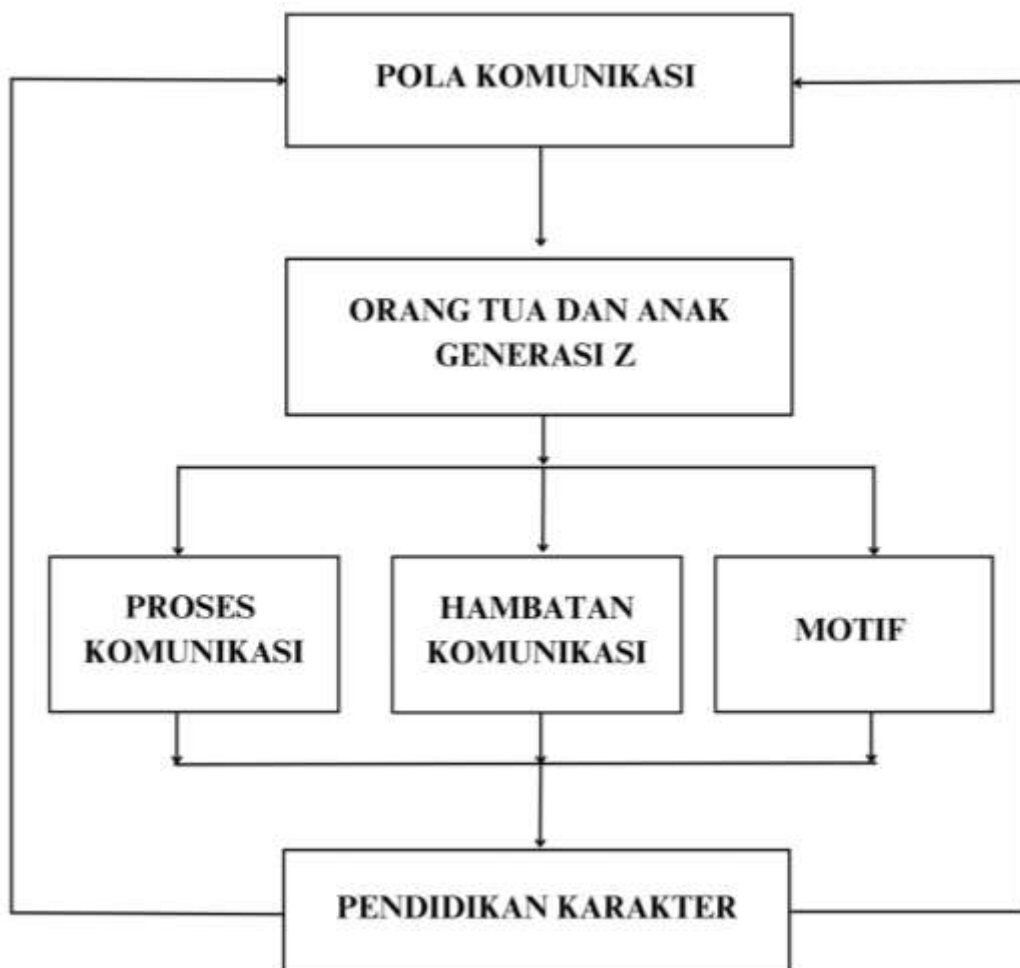 POLA KOMUNIKASI
ORANG TUA DAN ANAK
GENERASI Z
PROSES
KOMUNIKASI
HAMBATAN
KOMUNIKASI
MOTIF
PENDIDIKAN KARAKTER